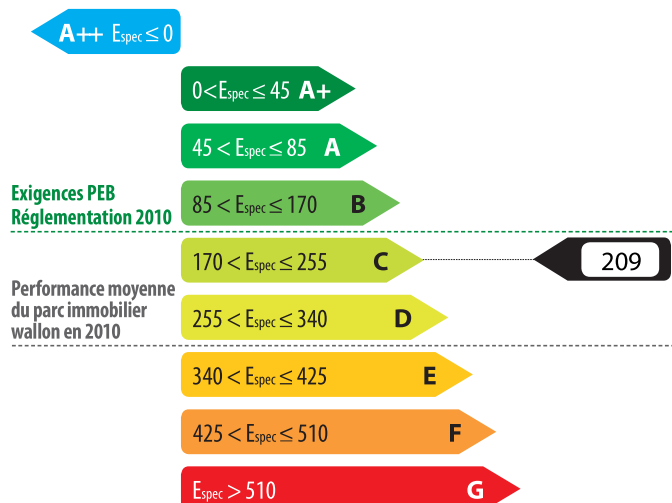 A++ Espec ≤ 0
0 < Espec ≤ 45 A+
45 < Espec ≤ 85 A
Exigences PEB
Réglementation 2010
85 < Espec ≤ 170 B
170 < Espec ≤ 255 C
209
Performance moyenne
du parc immobilier
wallon en 2010
255 < Espec ≤ 340 D
340 < Espec ≤ 425 E
425 < Espec ≤ 510 F
Espec > 510 G